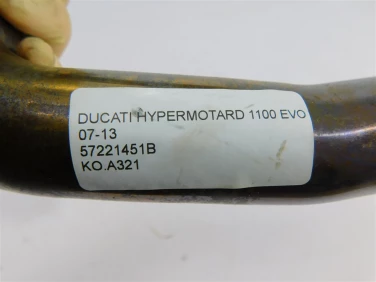 DUCATI HYPERMOTARD 1100 EVO
07-13
57221451B
KO.A321